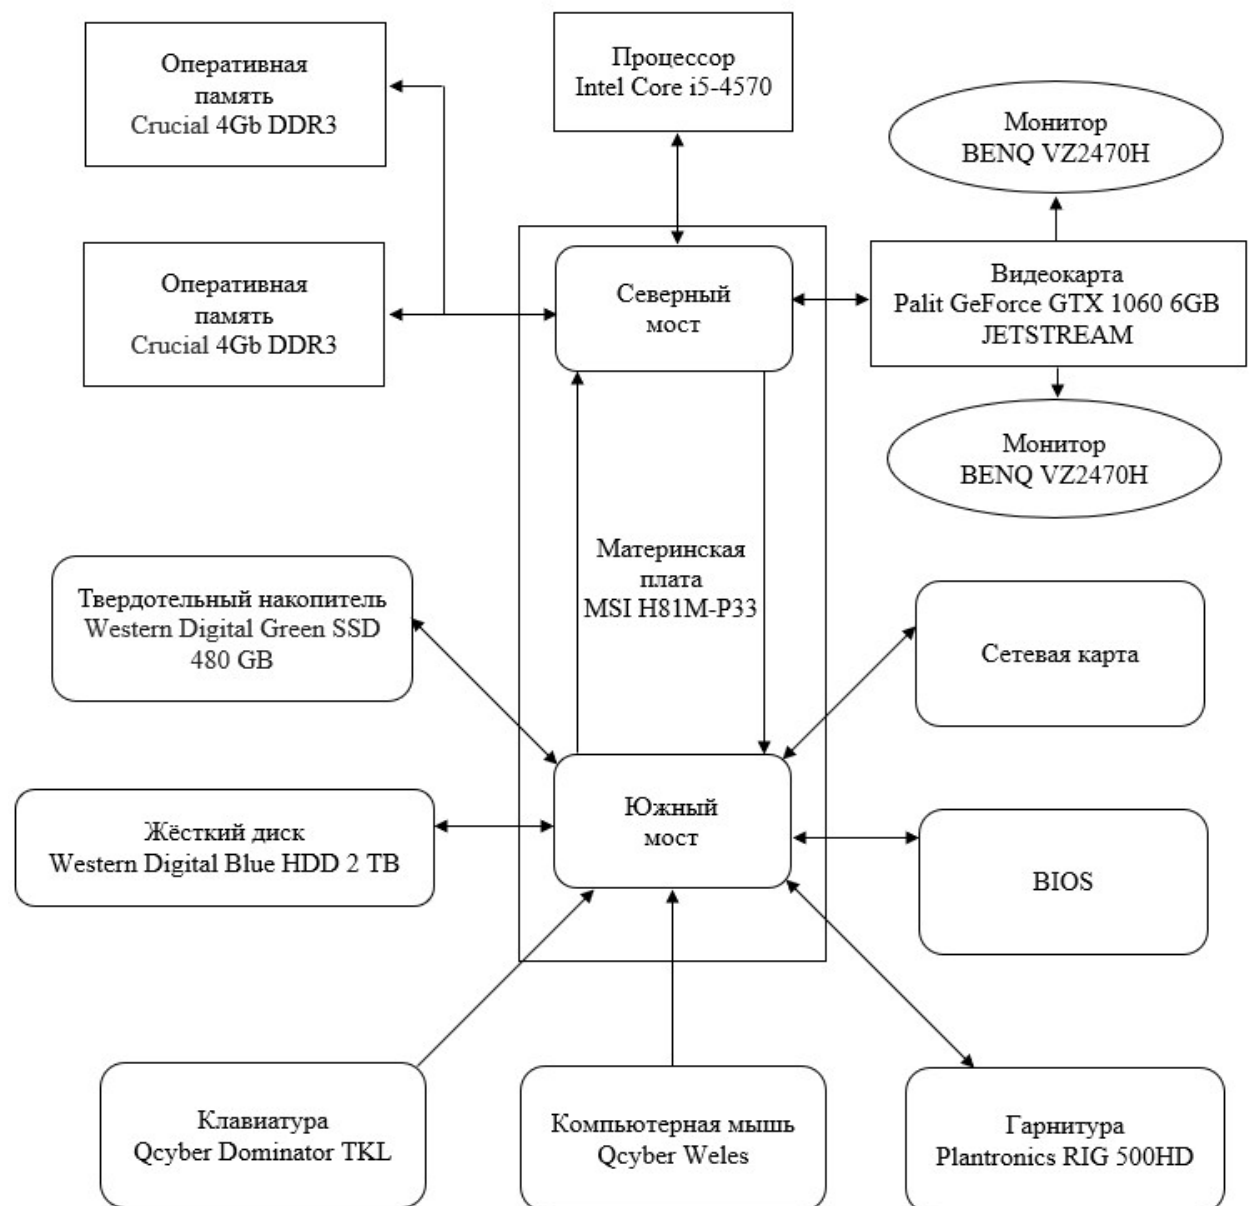 Оперативная
память
Crucial 4Gb DDR3
Процессор
Intel Core i5-4570
Монитор
BENQ VZ2470H
Оперативная
память
Crucial 4Gb DDR3
Северный
мост
Видеокарта
Palit GeForce GTX 1060 6GB
JETSTREAM
Монитор
BENQ VZ2470H
Материнская
плата
MSI H81M-P33
Твердотельный накопитель
Western Digital Green SSD
480 GB
Сетевая карта
Жёсткий диск
Western Digital Blue HDD 2 TB
Южный
мост
BIOS
Клавиатура
Qcyber Dominator TKL
Компьютерная мышь
Qcyber Weles
Гарнитура
Plantronics RIG 500HD